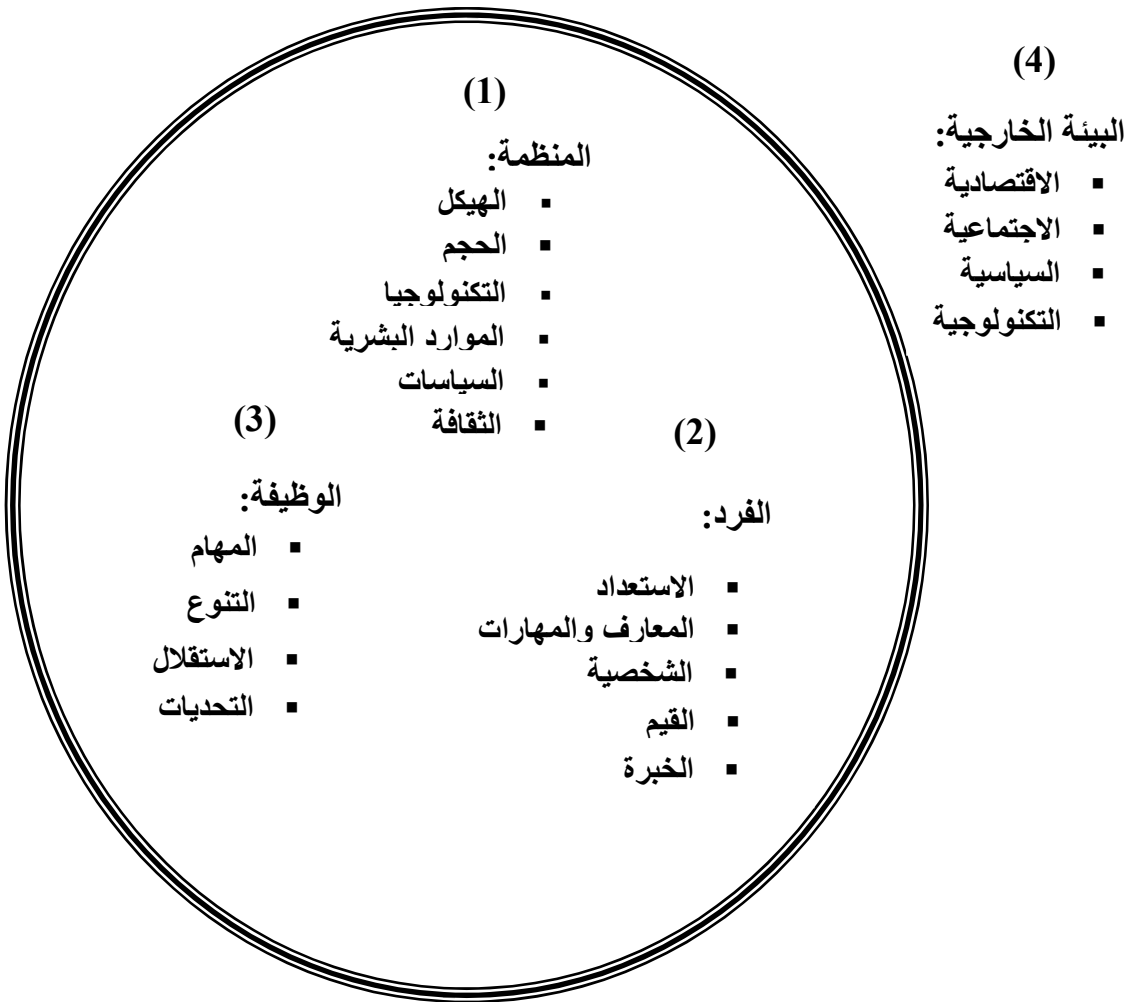 (1)
المنظمة:
▪ الهيكل
▪ الحجم
▪ التكنولوجيا
▪ الموارد البشرية
▪ السياسات
▪ الثقافة
(2)
الفرد:
▪ الاستعداد
▪ المعارف والمهارات
▪ الشخصية
▪ القيم
▪ الخبرة
(3)
الوظيفة:
▪ المهام
▪ التنوع
▪ الاستقلال
▪ التحديات
(4)
البيئة الخارجية:
▪ الاقتصادية
▪ الاجتماعية
▪ السياسية
▪ التكنولوجية